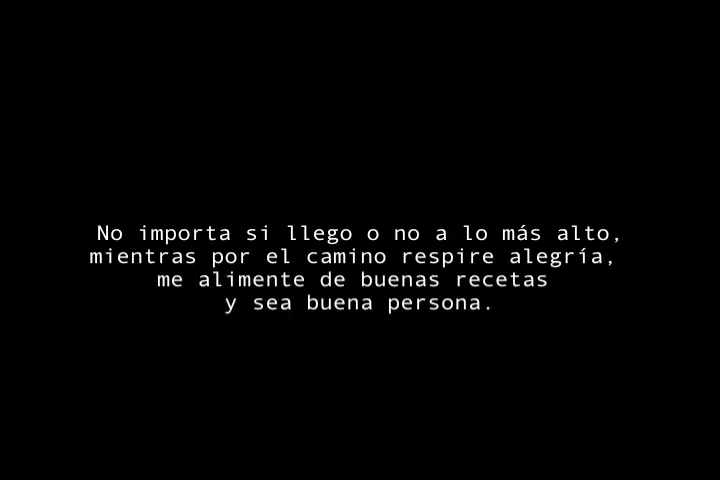 No importa si llego o no a lo más alto,
mientras por el camino respire alegría,
me alimente de buenas recetas
y sea buena persona.